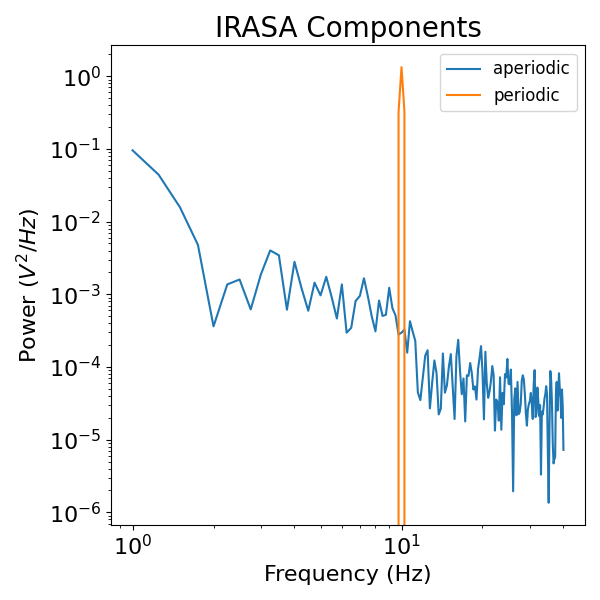 IRASA Components
aperiodic
periodic
10⁰
10⁻¹
10⁻²
10⁻³
10⁻⁴
10⁻⁵
10⁻⁶
Power (V²/Hz)
10⁰ 10¹
Frequency (Hz)